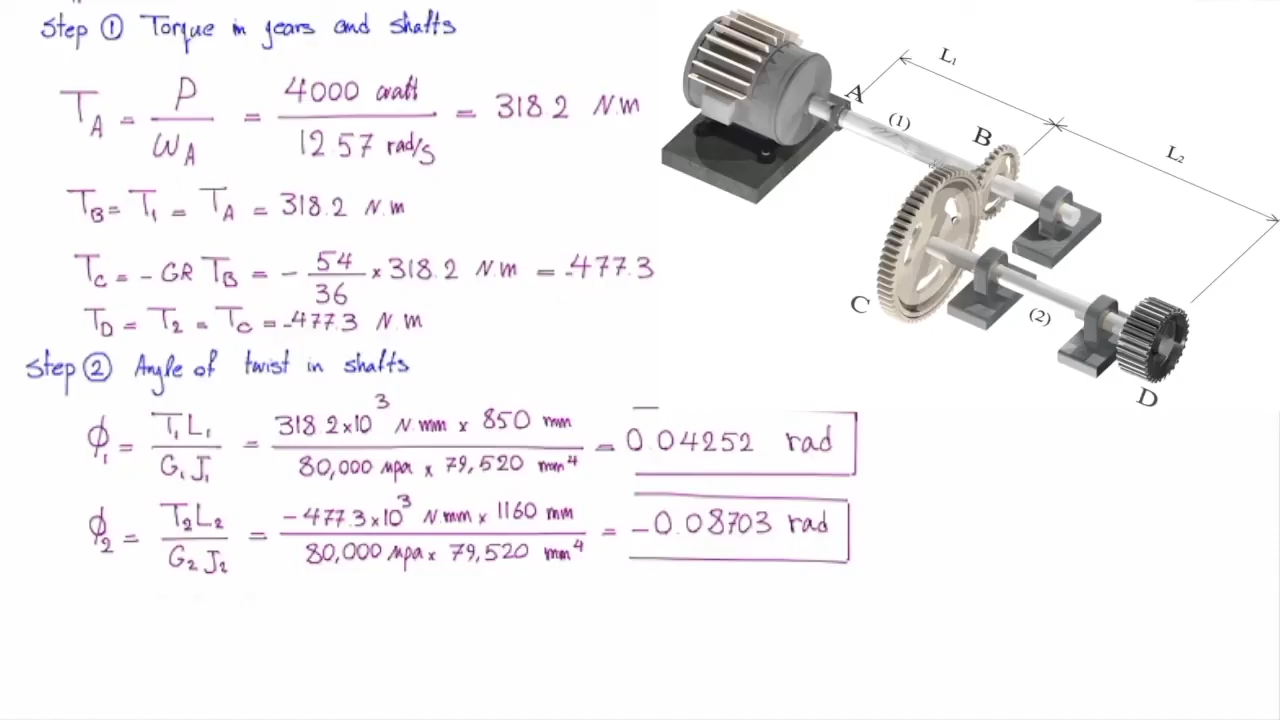 Step ① Torque in gears and shafts
T_A = P / ω_A = 4000 watt / 12.57 rad/s = 318.2 N.m
T_B = T_1 = T_A = 318.2 N.m
T_C = - GR T_B = - 54/36 × 318.2 N.m = -477.3
T_D = T_2 = T_C = -477.3 N.m
Step ② Angle of twist in shafts
ϕ_1 = T_1 L_1 / G_1 J_1 = 318.2×10^3 N.mm × 850 mm / 80,000 Mpa × 79,520 mm^4 = 0.04252 rad
ϕ_2 = T_2 L_2 / G_2 J_2 = -477.3×10^3 N.mm × 1160 mm / 80,000 Mpa × 79,520 mm^4 = -0.08703 rad
L_1
A
(1)
B
L_2
C
(2)
D